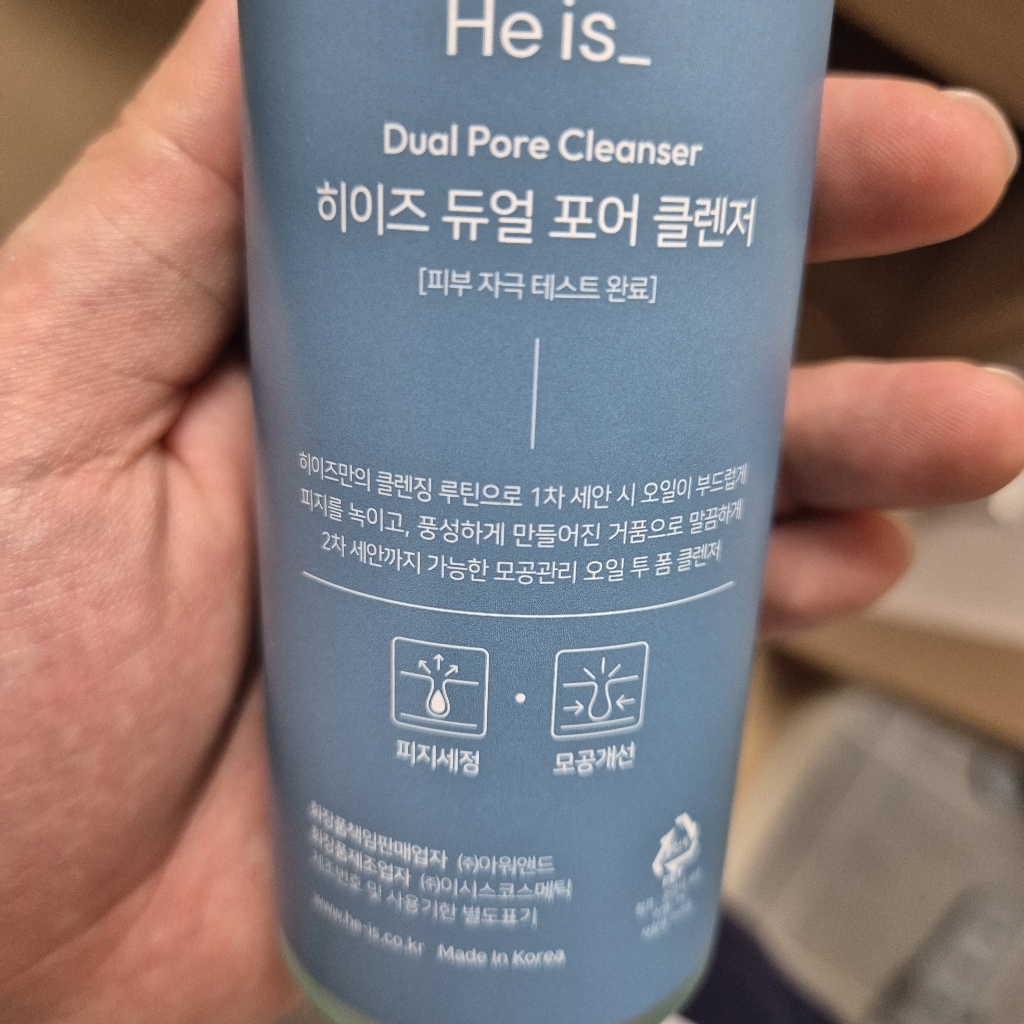 He is_
Dual Pore Cleanser
히이즈 듀얼 포어 클렌저
[피부 자극 테스트 완료]
히이즈만의 클렌징 루틴으로 1차 세안 시 오일이 부드럽게
피지를 녹이고, 풍성하게 만들어진 거품으로 말끔하게
2차 세안까지 가능한 모공관리 오일 투 폼 클렌저
피지세정
모공개선
화장품책임판매업자 (주)아워앤드
화장품제조업자 (주)이시스코스메틱
제조번호 및 사용기한 별도표기
www.he-is.co.kr Made in Korea